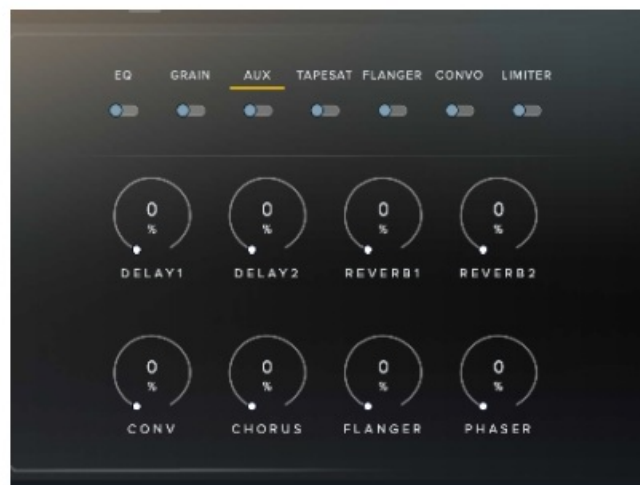 EQ GRAIN AUX TAPESAT FLANGER CONVO LIMITER
0 0 0 0
% % % %
DELAY1 DELAY2 REVERB1 REVERB2
0 0 0 0
% % % %
CONV CHORUS FLANGER PHASER